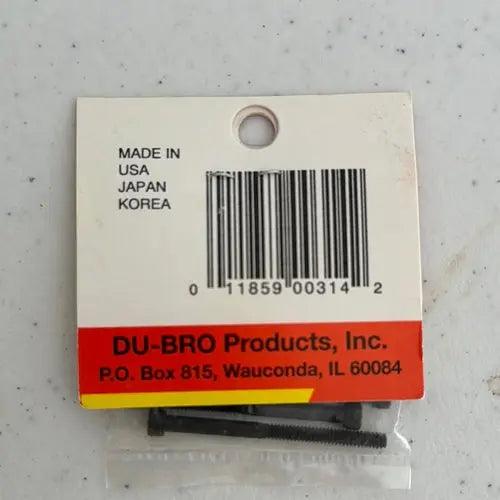 MADE IN
USA
JAPAN
KOREA
0 11859 00314 2
DU-BRO Products, Inc.
P.O. Box 815, Wauconda, IL 60084